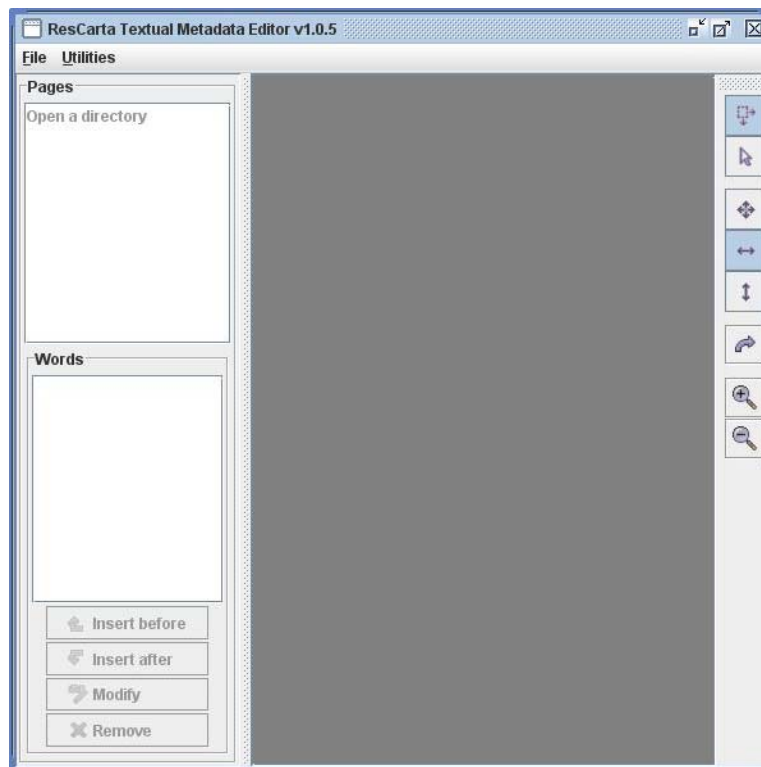 ResCarta Textual Metadata Editor v1.0.5
File Utilities
Pages
Open a directory
Words
Insert before
Insert after
Modify
Remove